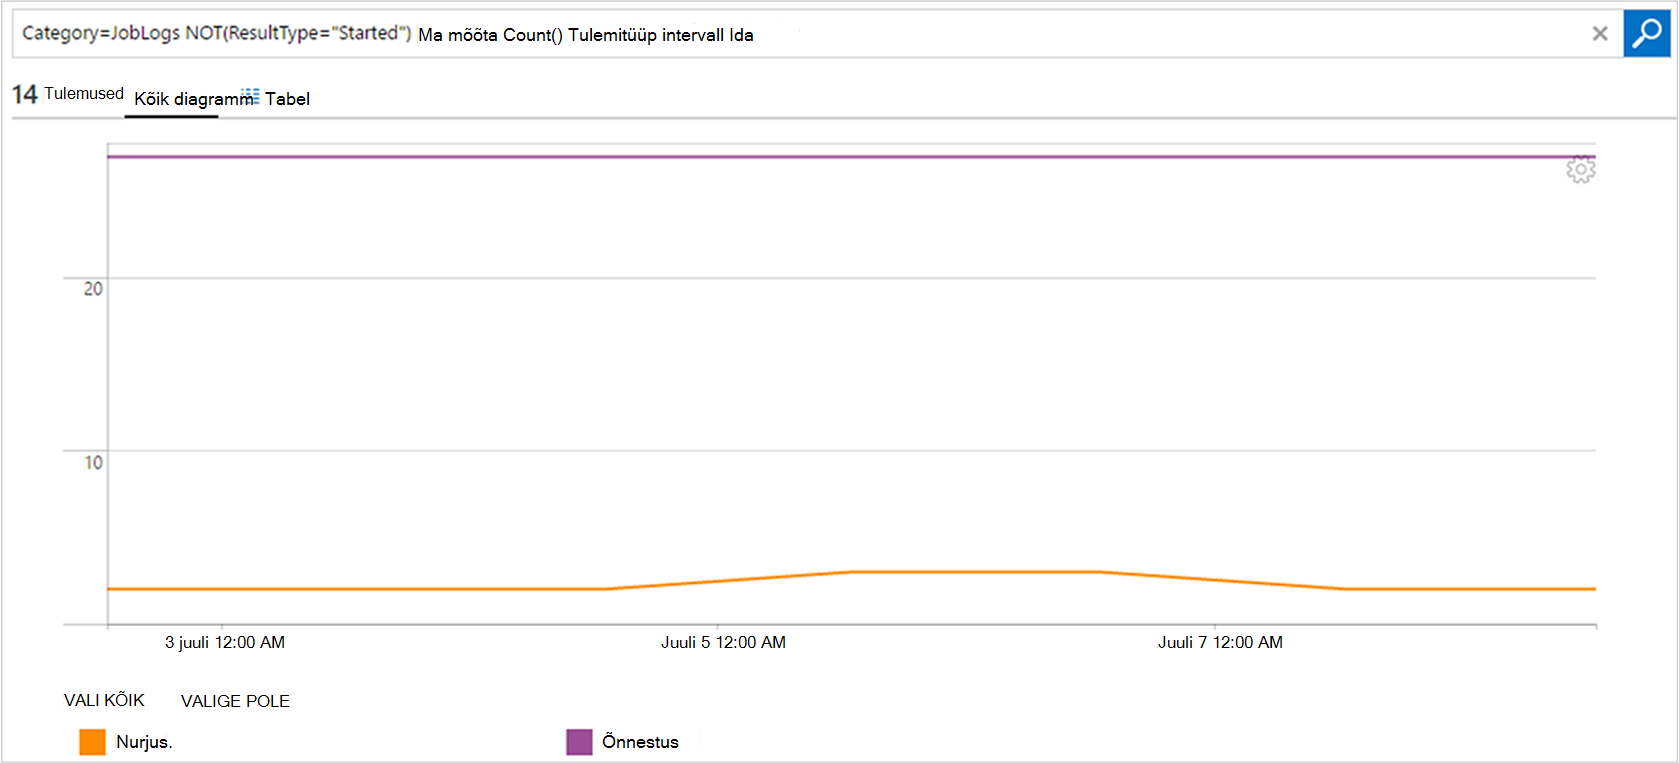 Category=JobLogs NOT(ResultType="Started") Ma mõõta Count() Tulemitüüp intervall Ida
14 Tulemused Kõik diagramm Tabel
20
10
3 juuli 12:00 AM Juuli 5 12:00 AM Juuli 7 12:00 AM
VALI KÕIK VALIGE POLE
Nurjus. Õnnestus